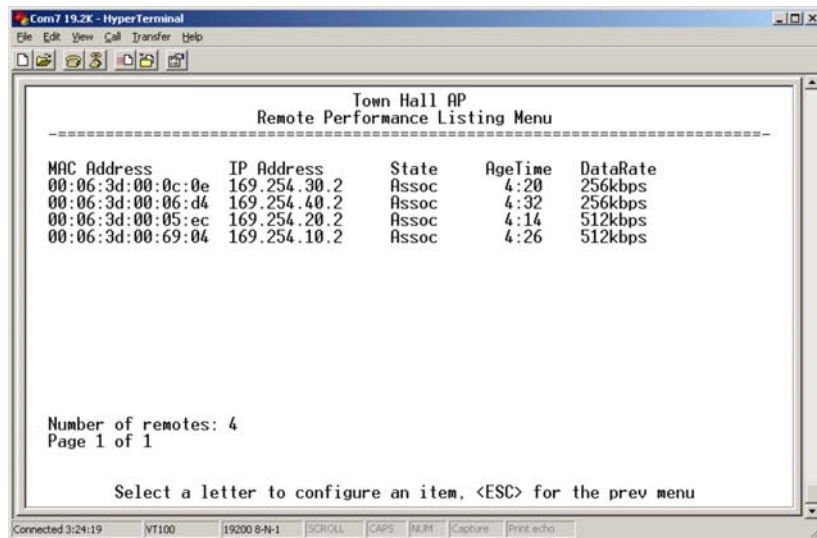 Com7 19.2K - HyperTerminal
File Edit View Call Transfer Help
Town Hall AP
Remote Performance Listing Menu
-==========================================================================-
MAC Address IP Address State AgeTime DataRate
00:06:3d:00:0c:0e 169.254.30.2 Assoc 4:20 256kbps
00:06:3d:00:06:d4 169.254.40.2 Assoc 4:32 256kbps
00:06:3d:00:05:ec 169.254.20.2 Assoc 4:14 512kbps
00:06:3d:00:69:04 169.254.10.2 Assoc 4:26 512kbps
Number of remotes: 4
Page 1 of 1
Select a letter to configure an item, <ESC> for the prev menu
Connected 3:24:19 VT100 19200 8-N-1 SCROLL CAPS NUM Capture Print echo